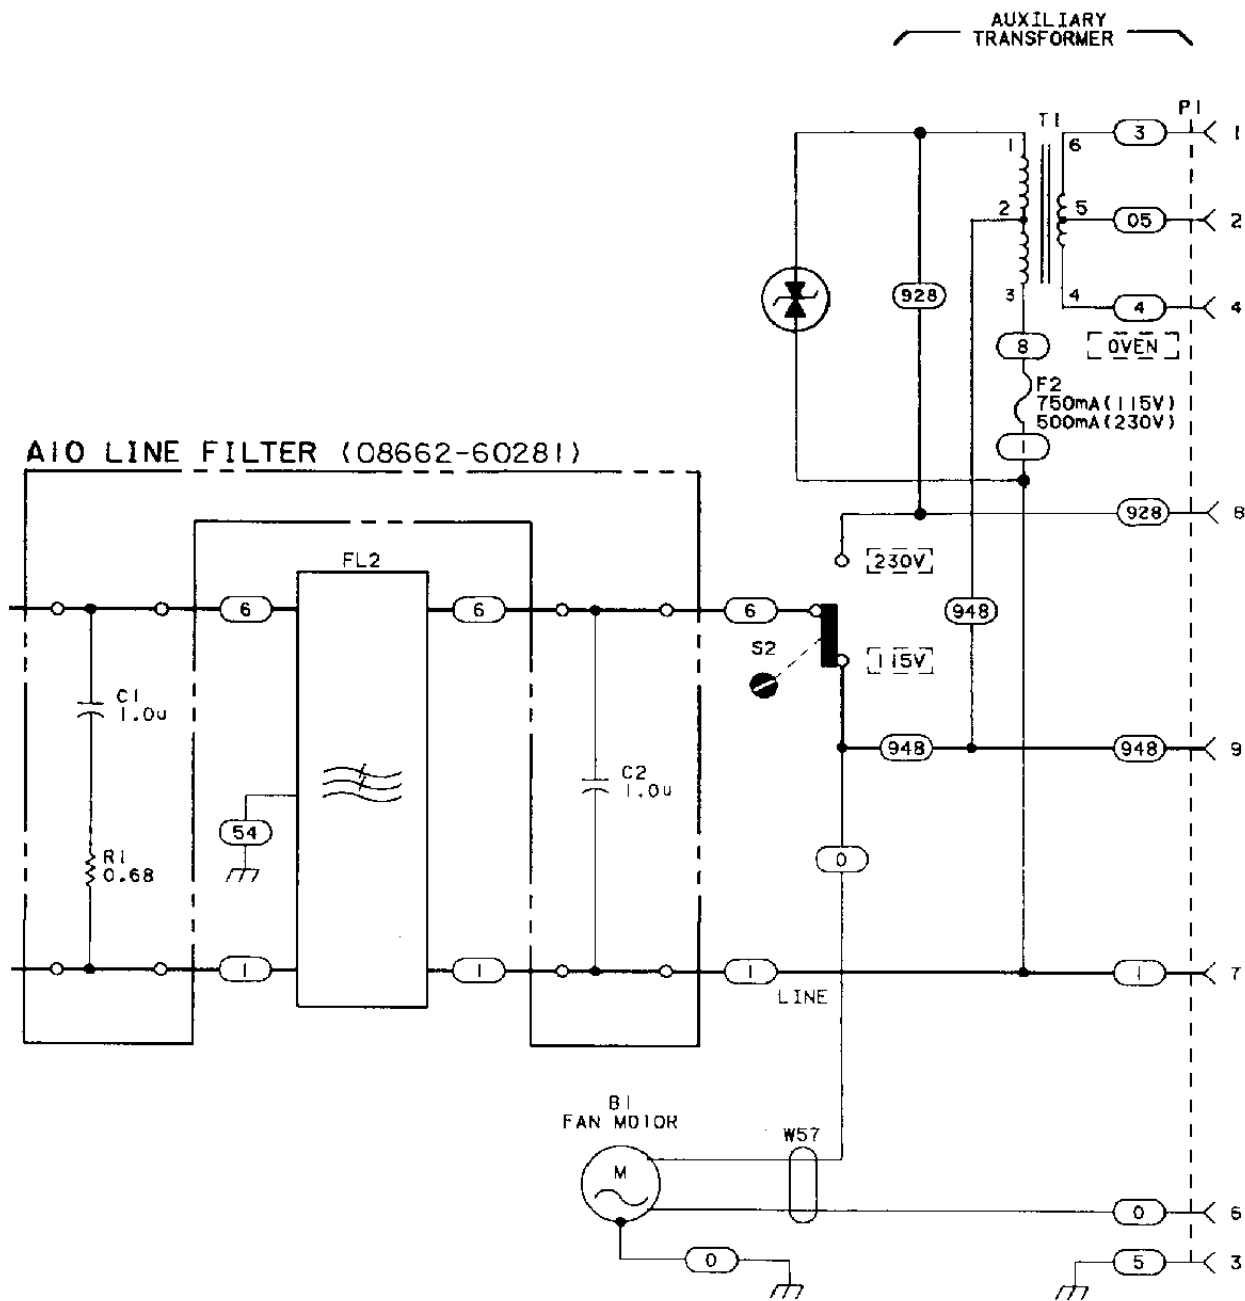 AUXILIARY
TRANSFORMER
P1
T1
1
6
3
1
2
5
05
2
928
3
4
4
4
8
OVEN
F2
750mA(115V)
500mA(230V)
1
A10 LINE FILTER (08662-60281)
928
8
FL2
230V
6
6
6
948
S2
115V
C1
1.0u
948
948
9
C2
1.0u
54
0
R1
0.68
1
1
1
LINE
1
7
B1
FAN MOTOR
W57
M
0
6
0
5
3